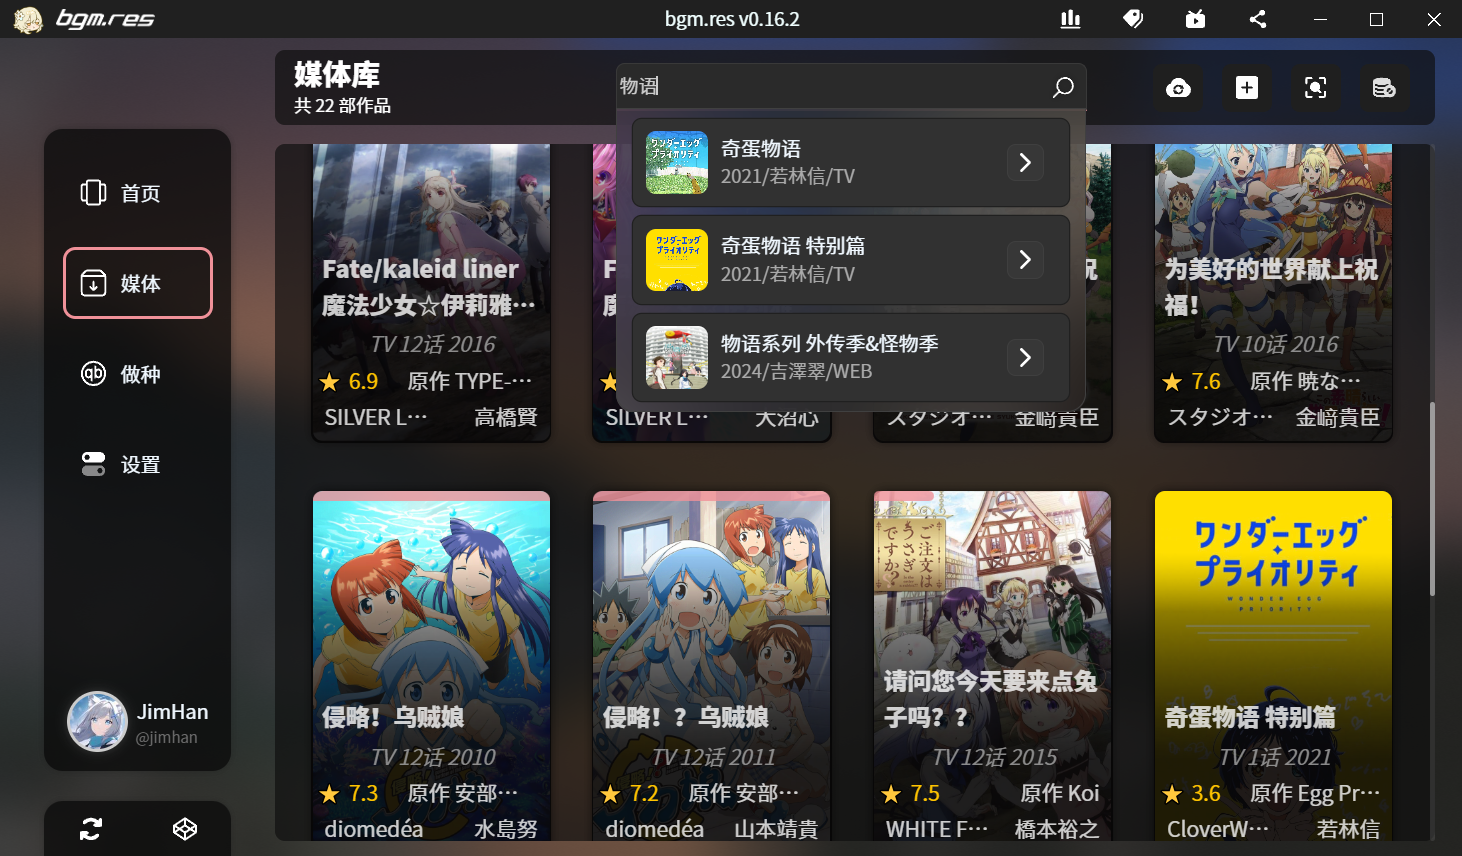 bgm.res
bgm.res v0.16.2
媒体库
共 22 部作品
物语
奇蛋物语
2021/若林信/TV
奇蛋物语 特别篇
2021/若林信/TV
物语系列 外传季&怪物季
2024/吉澤翠/WEB
首页
媒体
做种
设置
JimHan
@jimhan
Fate/kaleid liner
魔法少女☆伊莉雅…
TV 12话 2016
6.9 原作 TYPE-…
SILVER L… 高橋賢
SILVER L… 大沼心
祝
スタジオ… 金﨑貴臣
为美好的世界献上祝
福！
TV 10话 2016
7.6 原作 暁な…
スタジオ… 金﨑貴臣
侵略！乌贼娘
TV 12话 2010
7.3 原作 安部…
diomedéa 水島努
侵略！？乌贼娘
TV 12话 2011
7.2 原作 安部…
diomedéa 山本靖貴
ご注文は
うさぎ
ですか？
请问您今天要来点兔
子吗？？
TV 12话 2015
7.5 原作 Koi
WHITE F… 橋本裕之
ワンダーエッグ
プライオリティ
WONDER EGG
PRIORITY
奇蛋物语 特别篇
TV 1话 2021
3.6 原作 Egg Pr…
CloverW… 若林信